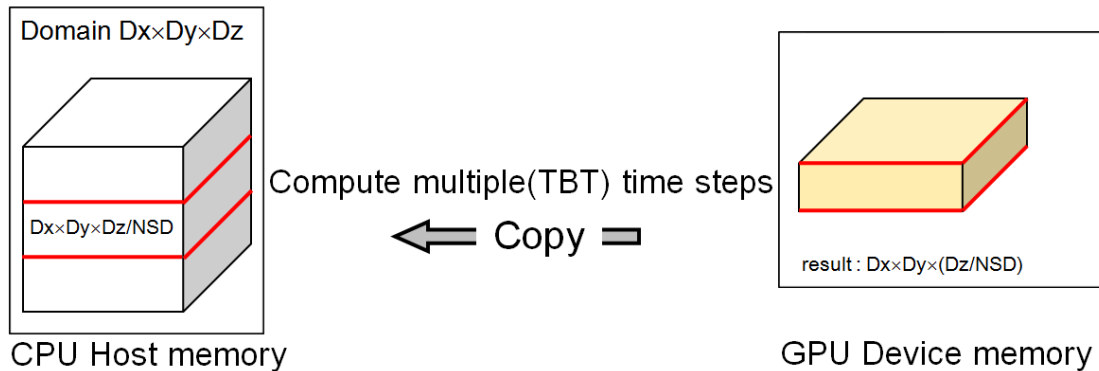 Domain Dx×Dy×Dz
Dx×Dy×Dz/NSD
CPU Host memory
Compute multiple(TBT) time steps
Copy
result : Dx×Dy×(Dz/NSD)
GPU Device memory